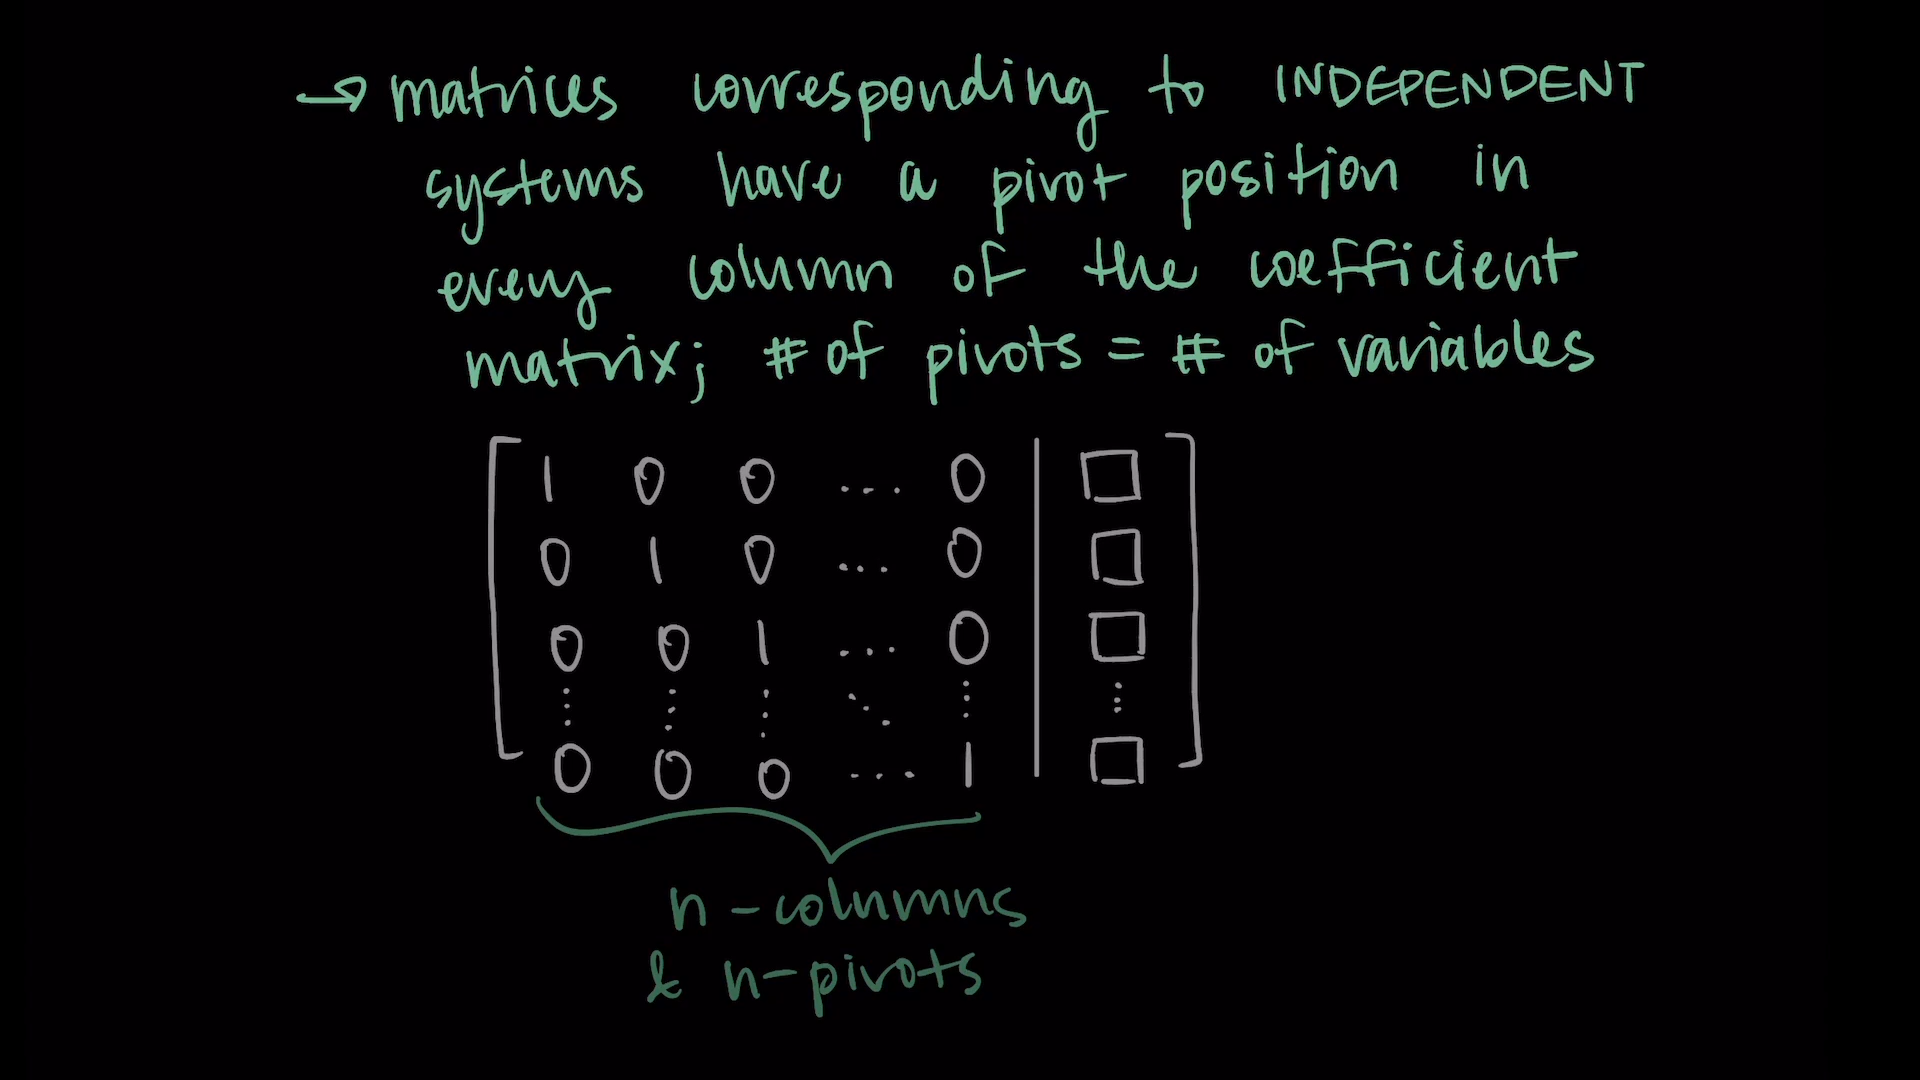 → matrices corresponding to INDEPENDENT
systems have a pivot position in
every column of the coefficient
matrix; # of pivots = # of variables
1 0 0 ... 0 | □
0 1 0 ... 0 | □
0 0 1 ... 0 | □
⋮ ⋮ ⋮ ⋱ ⋮ | ⋮
0 0 0 ... 1 | □
n-columns
& n-pivots